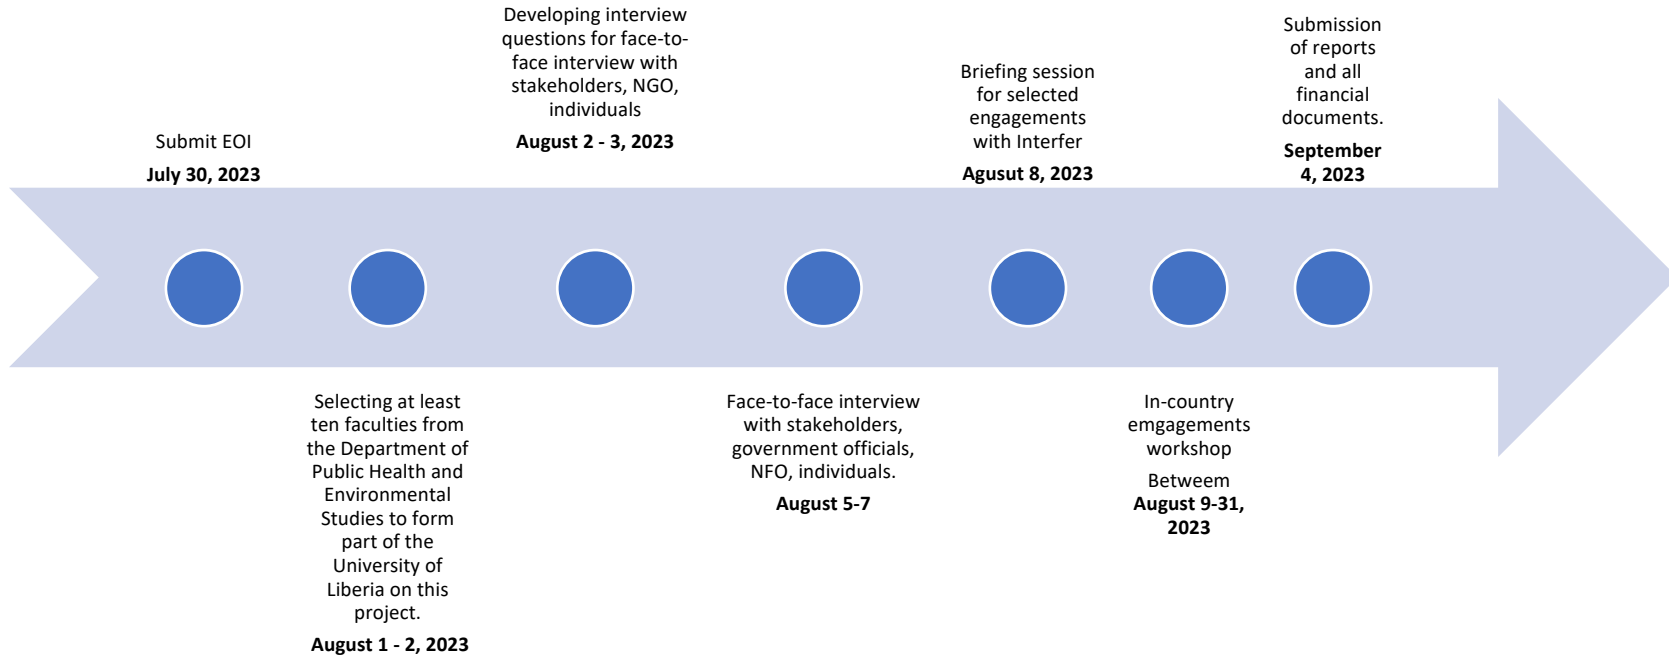 Submit EOI
July 30, 2023
Selecting at least
ten faculties from
the Department of
Public Health and
Environmental
Studies to form
part of the
University of
Liberia on this
project.
August 1 - 2, 2023
Developing interview
questions for face-to-
face interview with
stakeholders, NGO,
individuals
August 2 - 3, 2023
Face-to-face interview
with stakeholders,
government officials,
NFO, individuals.
August 5-7
Briefing session
for selected
engagements
with Interfer
Agusut 8, 2023
In-country
emgagements
workshop
Betweem
August 9-31,
2023
Submission
of reports
and all
financial
documents.
September
4, 2023